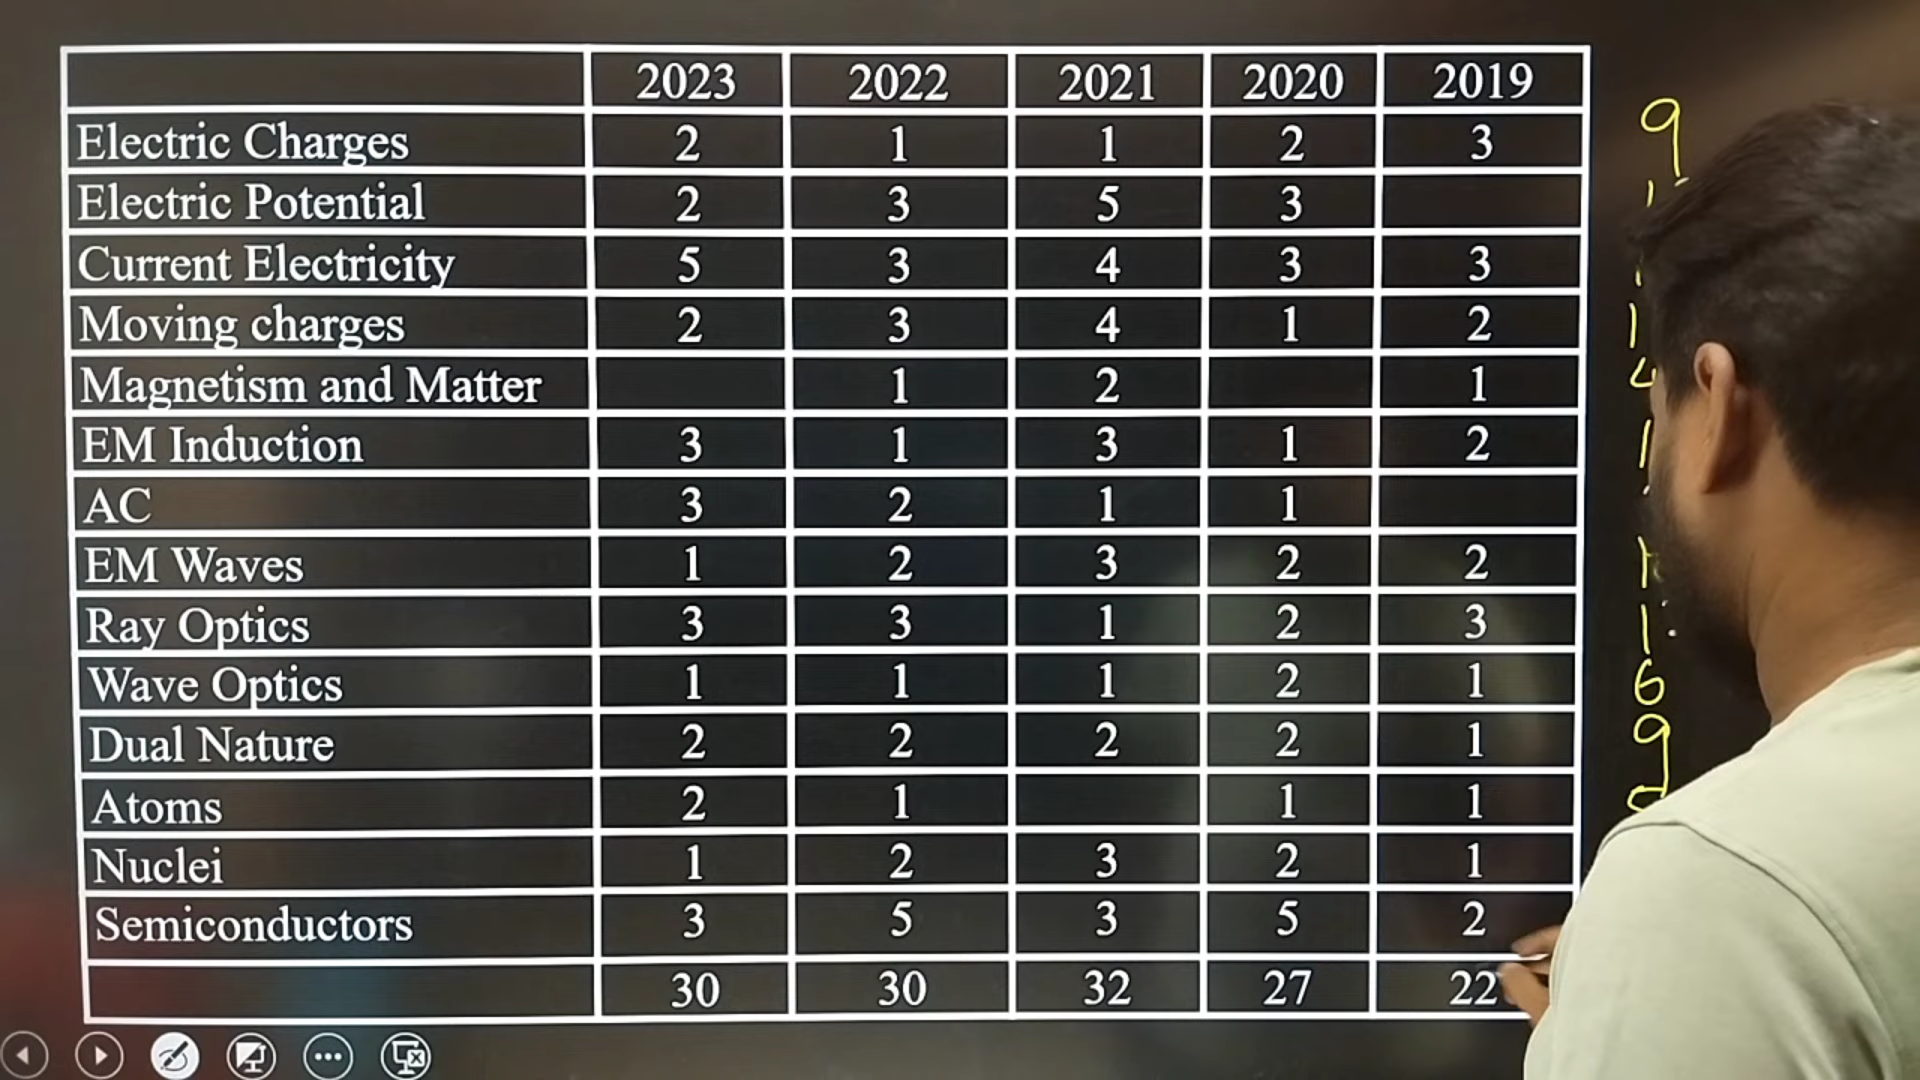 2023 2022 2021 2020 2019
Electric Charges 2 1 1 2 3 9
Electric Potential 2 3 5 3
Current Electricity 5 3 4 3 3
Moving charges 2 3 4 1 2
Magnetism and Matter 1 2 1
EM Induction 3 1 3 1 2
AC 3 2 1 1
EM Waves 1 2 3 2 2
Ray Optics 3 3 1 2 3
Wave Optics 1 1 1 2 1 6
Dual Nature 2 2 2 2 1 9
Atoms 2 1 1 1
Nuclei 1 2 3 2 1
Semiconductors 3 5 3 5 2
30 30 32 27 22